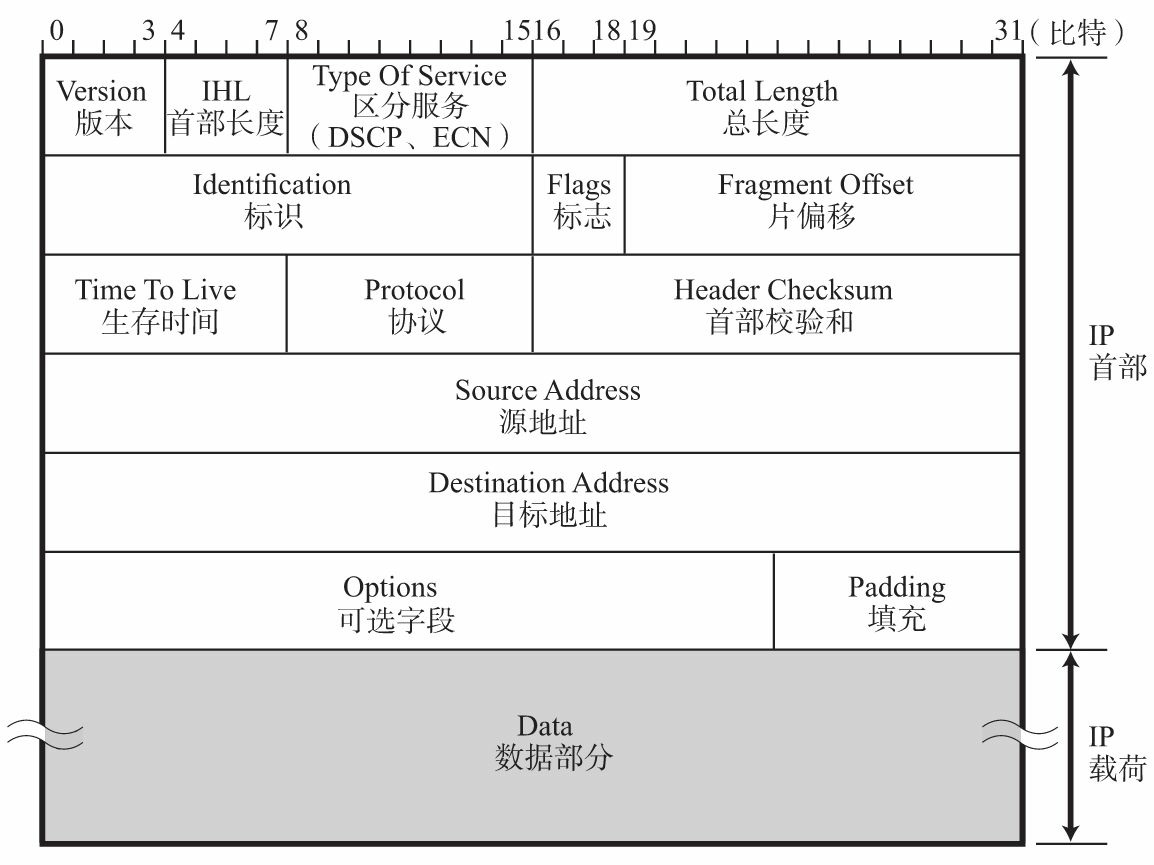 0 3 4 7 8 15 16 18 19 31(比特)
Version
版本
IHL
首部长度
Type Of Service
区分服务
(DSCP、ECN)
Total Length
总长度
Identification
标识
Flags
标志
Fragment Offset
片偏移
Time To Live
生存时间
Protocol
协议
Header Checksum
首部校验和
Source Address
源地址
Destination Address
目标地址
Options
可选字段
Padding
填充
IP
首部
Data
数据部分
IP
载荷